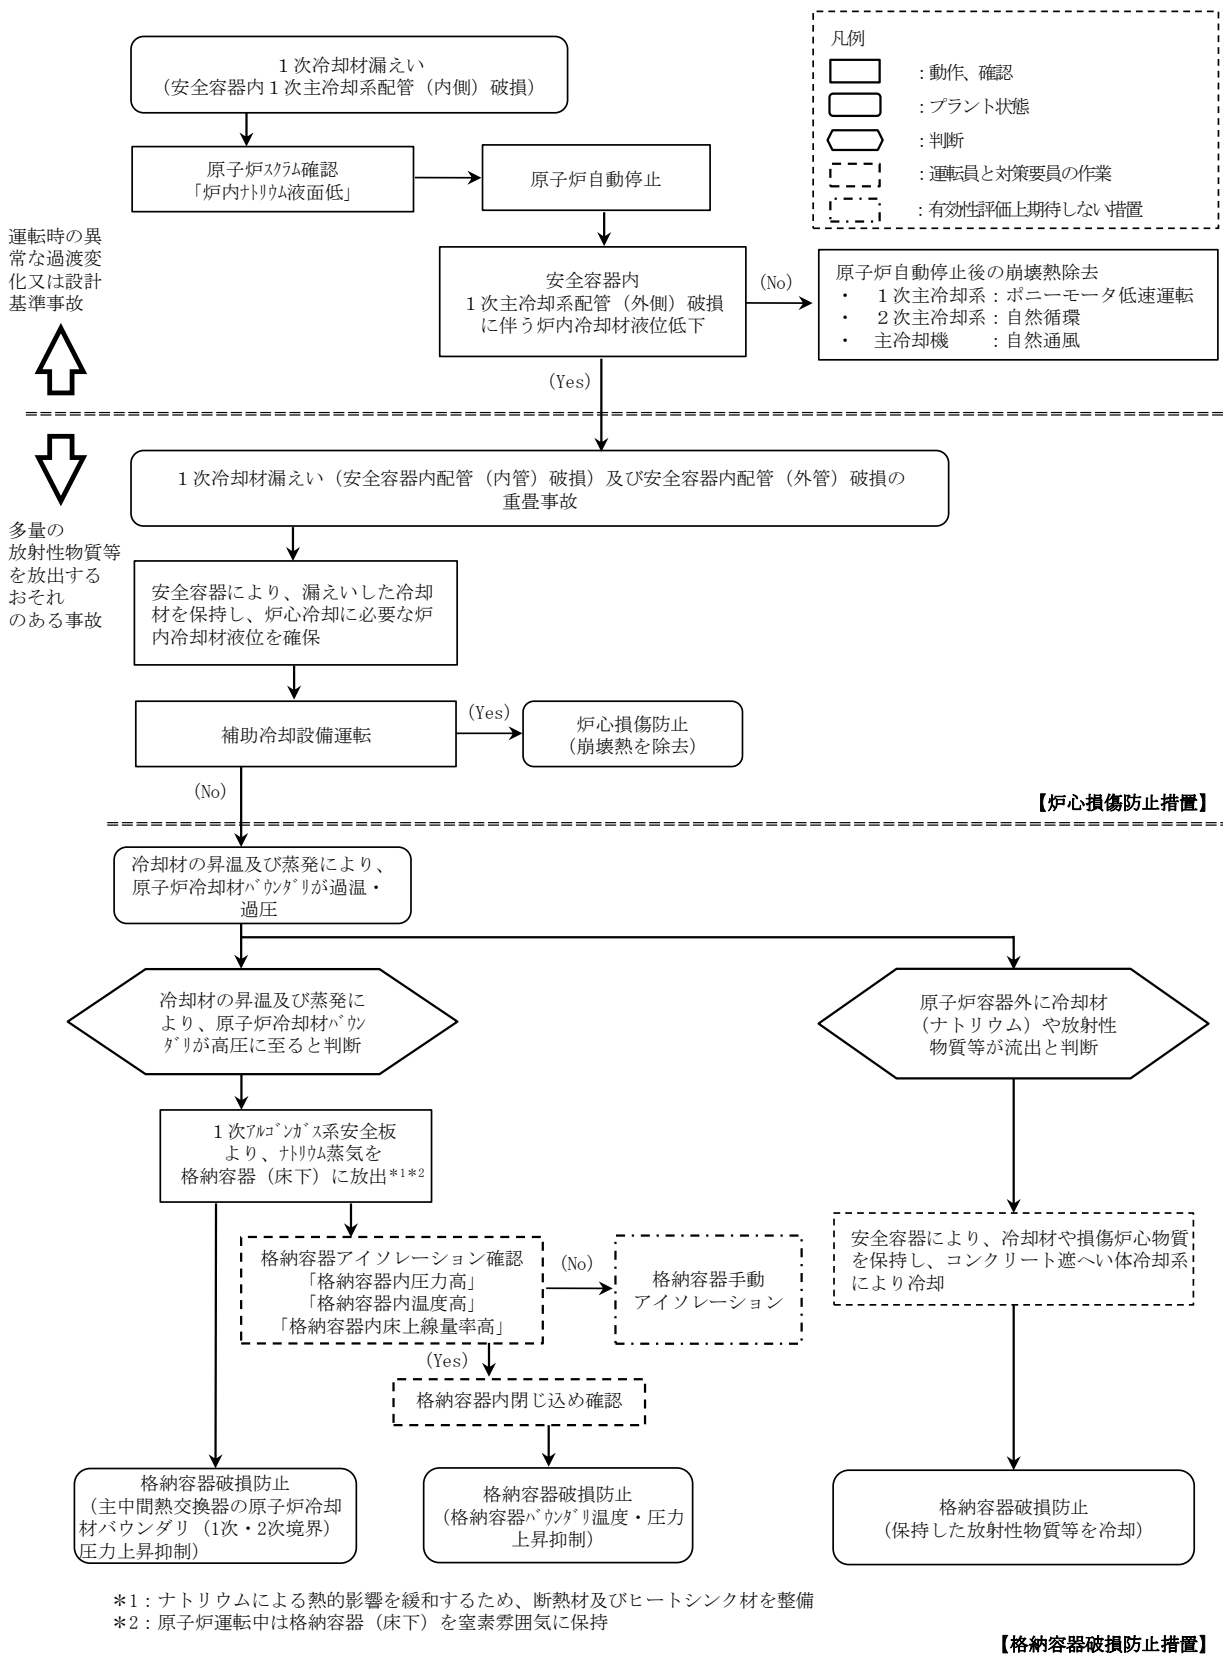 凡例
：動作、確認
：プラント状態
：判断
：運転員と対策要員の作業
：有効性評価上期待しない措置
１次冷却材漏えい
（安全容器内１次主冷却系配管（内側）破損）
原子炉ｽｸﾗﾑ確認
「炉内ﾅﾄﾘｳﾑ液面低」
原子炉自動停止
運転時の異
常な過渡変
化又は設計
基準事故
安全容器内
１次主冷却系配管（外側）破損
に伴う炉内冷却材液位低下
(No)
原子炉自動停止後の崩壊熱除去
・　１次主冷却系：ポニーモータ低速運転
・　２次主冷却系：自然循環
・　主冷却機　　：自然通風
(Yes)
１次冷却材漏えい（安全容器内配管（内管）破損）及び安全容器内配管（外管）破損の
重畳事故
多量の
放射性物質等
を放出する
おそれ
のある事故
安全容器により、漏えいした冷却
材を保持し、炉心冷却に必要な炉
内冷却材液位を確保
補助冷却設備運転
(Yes)
炉心損傷防止
（崩壊熱を除去）
(No)
【炉心損傷防止措置】
冷却材の昇温及び蒸発により、
原子炉冷却材ﾊﾞｳﾝﾀﾞﾘが過温・
過圧
冷却材の昇温及び蒸発に
より、原子炉冷却材ﾊﾞｳﾝ
ﾀﾞﾘが高圧に至ると判断
原子炉容器外に冷却材
（ナトリウム）や放射性
物質等が流出と判断
１次ｱﾙｺﾞﾝｶﾞｽ系安全板
より、ﾅﾄﾘｳﾑ蒸気を
格納容器（床下）に放出*1*2
格納容器アイソレーション確認
「格納容器内圧力高」
「格納容器内温度高」
「格納容器内床上線量率高」
(No)
格納容器手動
アイソレーション
安全容器により、冷却材や損傷炉心物質
を保持し、コンクリート遮へい体冷却系
により冷却
(Yes)
格納容器内閉じ込め確認
格納容器破損防止
（主中間熱交換器の原子炉冷却
材バウンダリ（1次・2次境界）
圧力上昇抑制）
格納容器破損防止
（格納容器ﾊﾞｳﾝﾀﾞﾘ温度・圧力
上昇抑制）
格納容器破損防止
（保持した放射性物質等を冷却）
＊1：ナトリウムによる熱的影響を緩和するため、断熱材及びヒートシンク材を整備
＊2：原子炉運転中は格納容器（床下）を窒素雰囲気に保持
【格納容器破損防止措置】